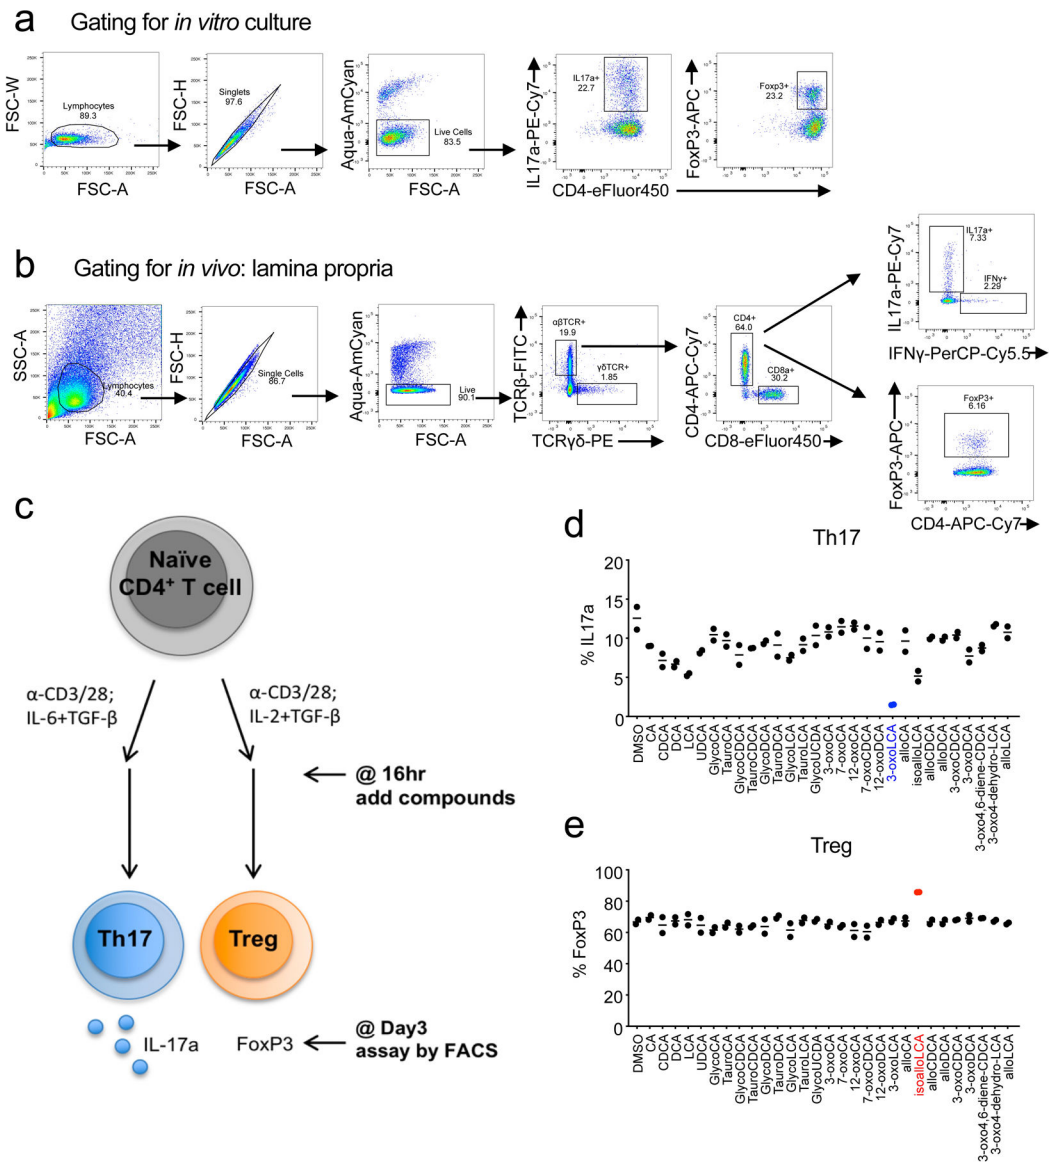 a Gating for in vitro culture
FSC-W
Lymphocytes
89.3
FSC-A
FSC-H
Singlets
97.6
FSC-A
Aqua-AmCyan
Live Cells
83.5
FSC-A
IL17a-PE-Cy7
IL17a+
22.7
FoxP3-APC
Foxp3+
23.2
CD4-eFluor450
b Gating for in vivo: lamina propria
SSC-A
Lymphocytes
40.4
FSC-A
FSC-H
Single Cells
86.7
FSC-A
Aqua-AmCyan
Live
90.1
FSC-A
TCRβ-FITC
αβTCR+
19.9
γδTCR+
1.85
TCRγδ-PE
CD4-APC-Cy7
CD4+
64.0
CD8a+
30.2
CD8-eFluor450
IL17a-PE-Cy7
IL17a+
7.33
IFNγ+
2.29
IFNγ-PerCP-Cy5.5
FoxP3-APC
FoxP3+
6.16
CD4-APC-Cy7
c
Naïve
CD4+ T cell
α-CD3/28;
IL-6+TGF-β
α-CD3/28;
IL-2+TGF-β
@ 16hr
add compounds
Th17
Treg
IL-17a
FoxP3
@ Day3
assay by FACS
d
Th17
% IL17a
20
15
10
5
0
DMSO
CA
CDCA
DCA
LCA
UDCA
GlycoCA
TauroCA
GlycoCDCA
TauroCDCA
GlycoDCA
TauroDCA
GlycoLCA
TauroLCA
GlycoUCDA
3-oxoCA
7-oxoCA
12-oxoCA
7-oxoCDCA
12-oxoDCA
3-oxoLCA
alloCA
isoalloLCA
alloCDCA
alloDCA
3-oxoCDCA
3-oxoDCA
3-oxo4,6-diene-CDCA
3-oxo4-dehydro-LCA
alloLCA
e
Treg
% FoxP3
100
80
60
40
20
0
DMSO
CA
CDCA
DCA
LCA
UDCA
GlycoCA
TauroCA
GlycoCDCA
TauroCDCA
GlycoDCA
TauroDCA
GlycoLCA
TauroLCA
GlycoUCDA
3-oxoCA
7-oxoCA
12-oxoCA
7-oxoCDCA
12-oxoDCA
3-oxoLCA
alloCA
isoalloLCA
alloCDCA
alloDCA
3-oxoCDCA
3-oxoDCA
3-oxo4,6-diene-CDCA
3-oxo4-dehydro-LCA
alloLCA